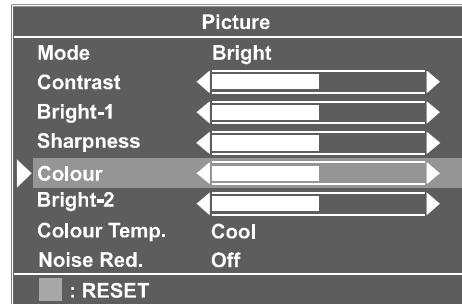 Picture
Mode Bright
Contrast
Bright-1
Sharpness
Colour
Bright-2
Colour Temp. Cool
Noise Red. Off
: RESET